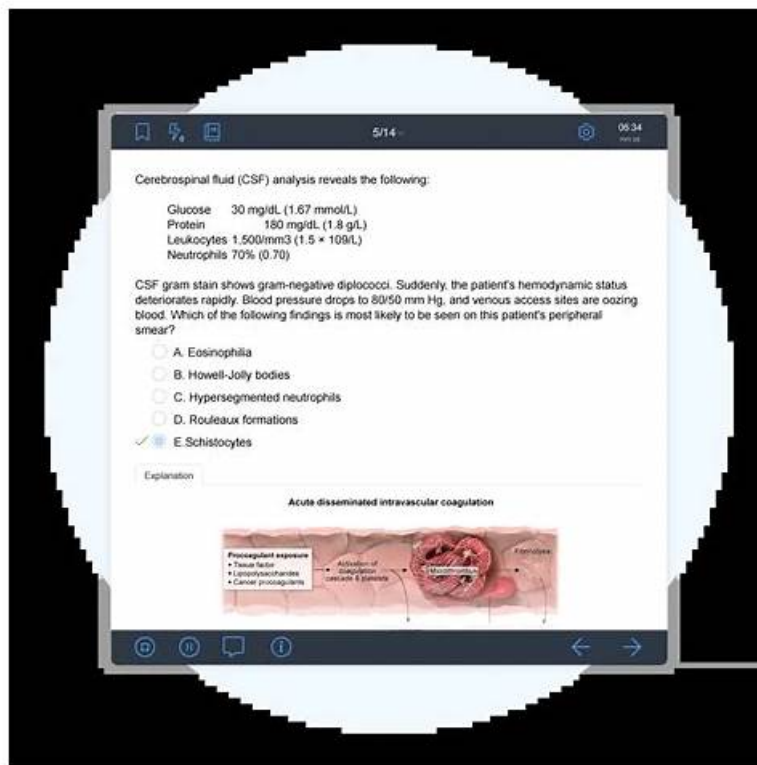 5/14
06:34
Cerebrospinal fluid (CSF) analysis reveals the following:
Glucose 30 mg/dL (1.67 mmol/L)
Protein 180 mg/dL (1.8 g/L)
Leukocytes 1,500/mm3 (1.5 × 109/L)
Neutrophils 70% (0.70)
CSF gram stain shows gram-negative diplococci. Suddenly, the patient's hemodynamic status
deteriorates rapidly. Blood pressure drops to 80/50 mm Hg, and venous access sites are oozing
blood. Which of the following findings is most likely to be seen on this patient's peripheral
smear?
A. Eosinophilia
B. Howell-Jolly bodies
C. Hypersegmented neutrophils
D. Rouleaux formations
E.Schistocytes
Explanation
Acute disseminated intravascular coagulation
Procoagulant exposure
• Tissue factor
• Lipopolysaccharides
• Cancer procoagulants
Activation of
coagulation
cascade & platelets
Microthrombus
Fibrinolysis